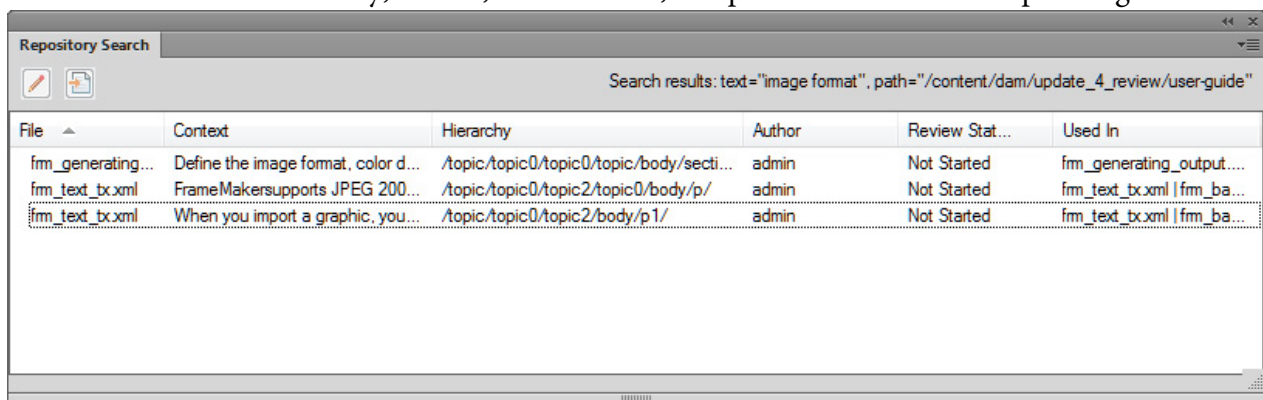 Repository Search
Search results: text="image format", path="/content/dam/update_4_review/user-guide"
File Context Hierarchy Author Review Stat... Used In
frm_generating... Define the image format, color d... /topic/topic0/topic0/topic/body/secti... admin Not Started frm_generating_output....
frm_text_tx.xml FrameMakersupports JPEG 200... /topic/topic0/topic2/topic0/body/p/ admin Not Started frm_text_tx.xml | frm_ba...
frm_text_tx.xml When you import a graphic, you... /topic/topic0/topic2/body/p1/ admin Not Started frm_text_tx.xml | frm_ba...